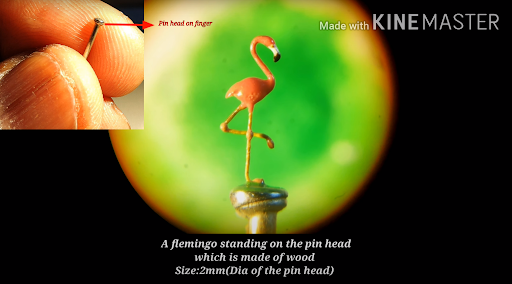 Pin head on finger
Made with KINEMASTER
A flemingo standing on the pin head
which is made of wood
Size:2mm(Dia of the pin head)